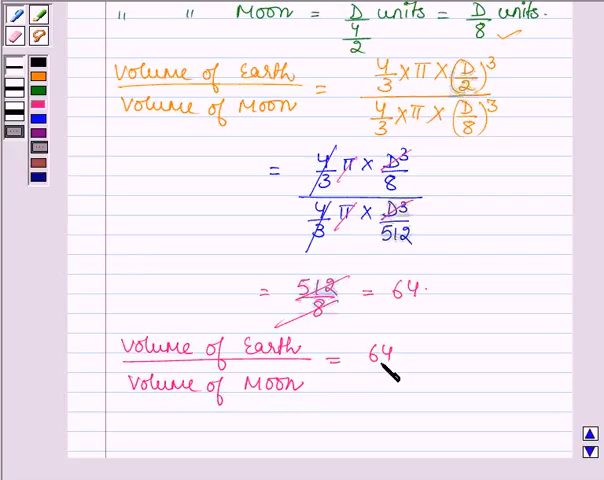 " " Moon = D/4/2 units = D/8 units. ✓
Volume of Earth / Volume of Moon = 4/3 × π × (D/2)³ / 4/3 × π × (D/8)³
= 4/3 π × D³/8 / 4/3 π × D³/512
= 512/8 = 64.
Volume of Earth / Volume of Moon = 64